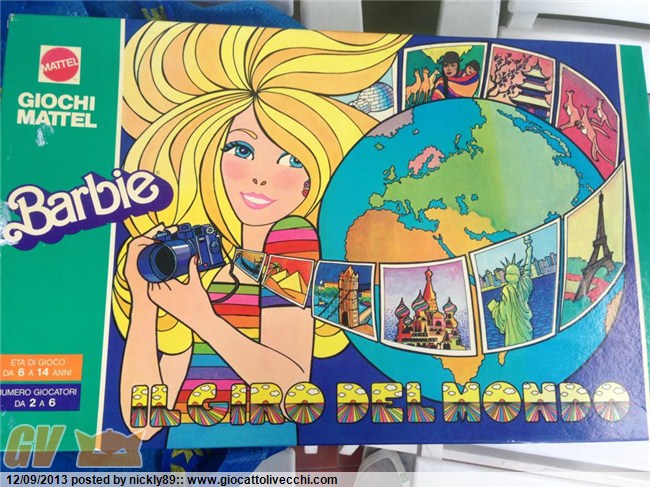 MATTEL
GIOCHI
MATTEL
Barbie
ETÀ DI GIOCO
DA 6 A 14 ANNI
NUMERO GIOCATORI
DA 2 A 6
IL GIRO DEL MONDO
GV
12/09/2013 posted by nickly89:: www.giocattolivecchi.com